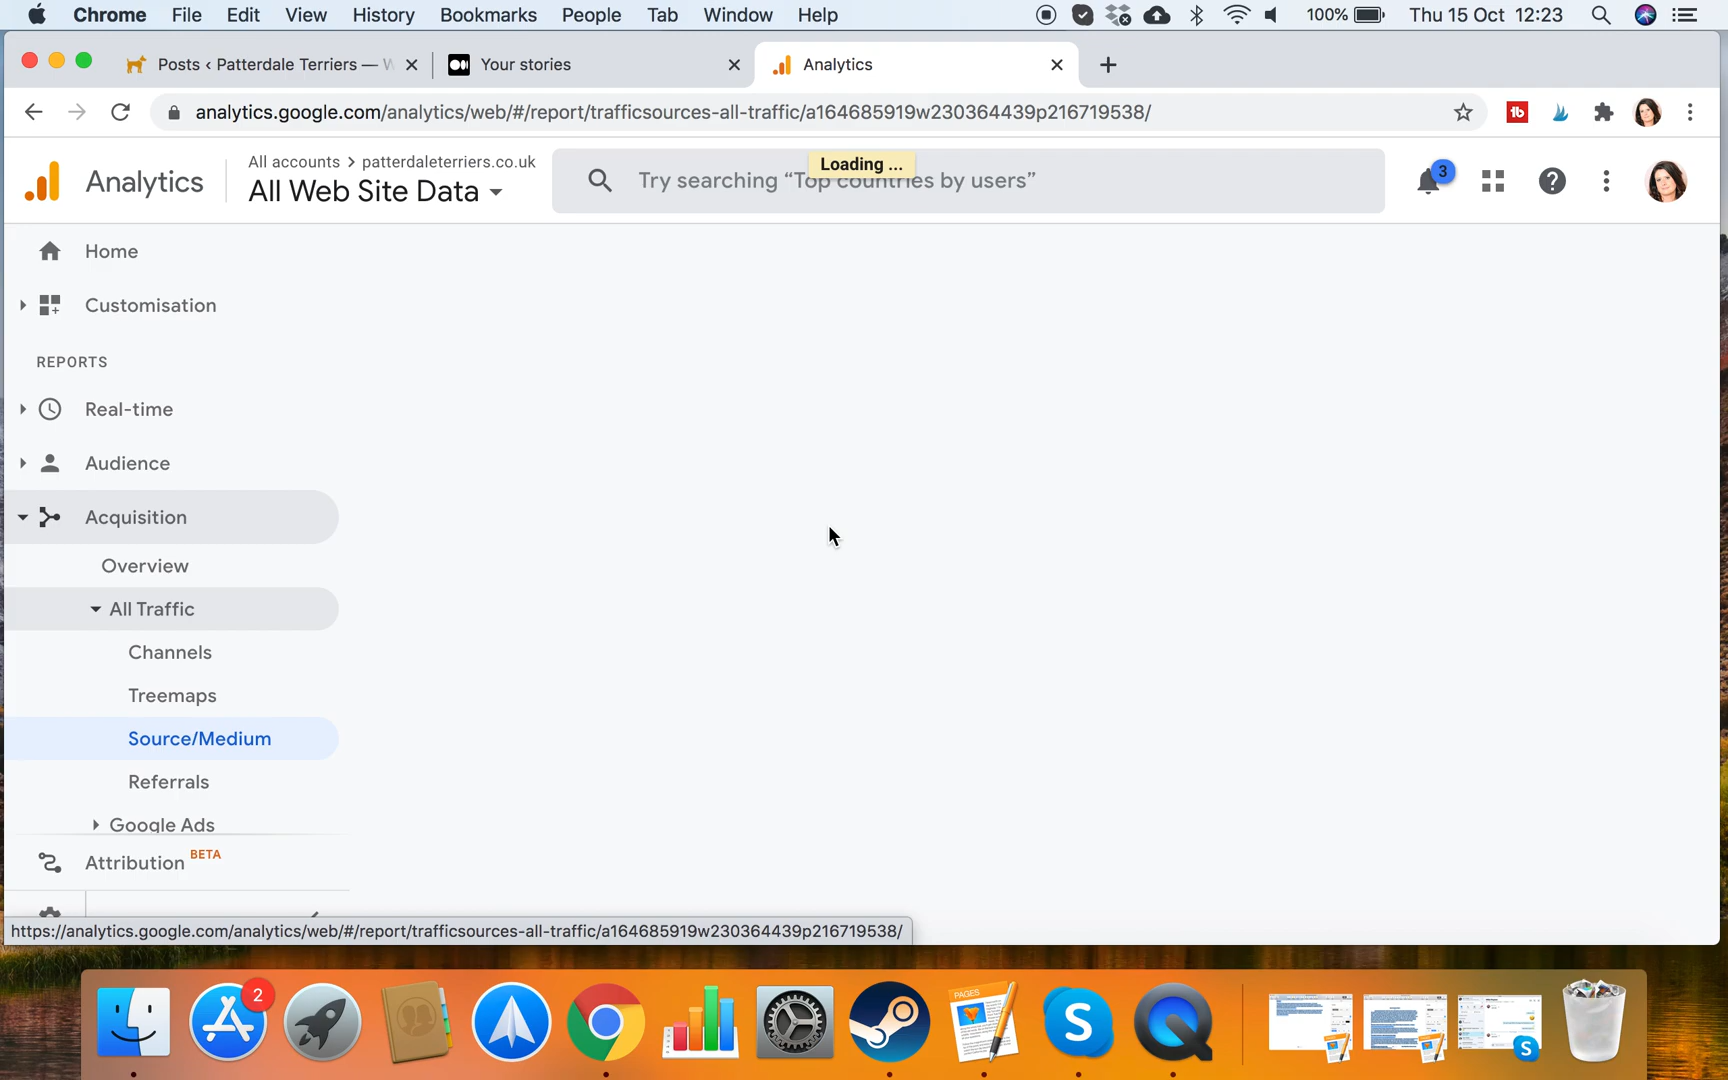 Chrome File Edit View History Bookmarks People Tab Window Help 100% Thu 15 Oct 12:23
Posts ‹ Patterdale Terriers — Your stories Analytics
analytics.google.com/analytics/web/#/report/trafficsources-all-traffic/a164685919w230364439p216719538/
tb
Analytics
All accounts > patterdaleterriers.co.uk
All Web Site Data
Try searching “Top countries by users”
Loading ...
3
Home
Customisation
REPORTS
Real-time
Audience
Acquisition
Overview
All Traffic
Channels
Treemaps
Source/Medium
Referrals
Google Ads
Attribution BETA
https://analytics.google.com/analytics/web/#/report/trafficsources-all-traffic/a164685919w230364439p216719538/
2
PAGES
S
S